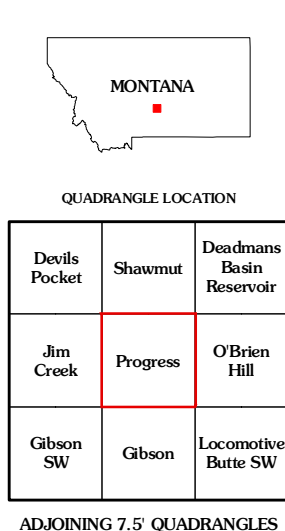 MONTANA
QUADRANGLE LOCATION
Devils
Pocket
Shawmut
Deadmans
Basin
Reservoir
Jim
Creek
Progress
O'Brien
Hill
Gibson
SW
Gibson
Locomotive
Butte SW
ADJOINING 7.5' QUADRANGLES